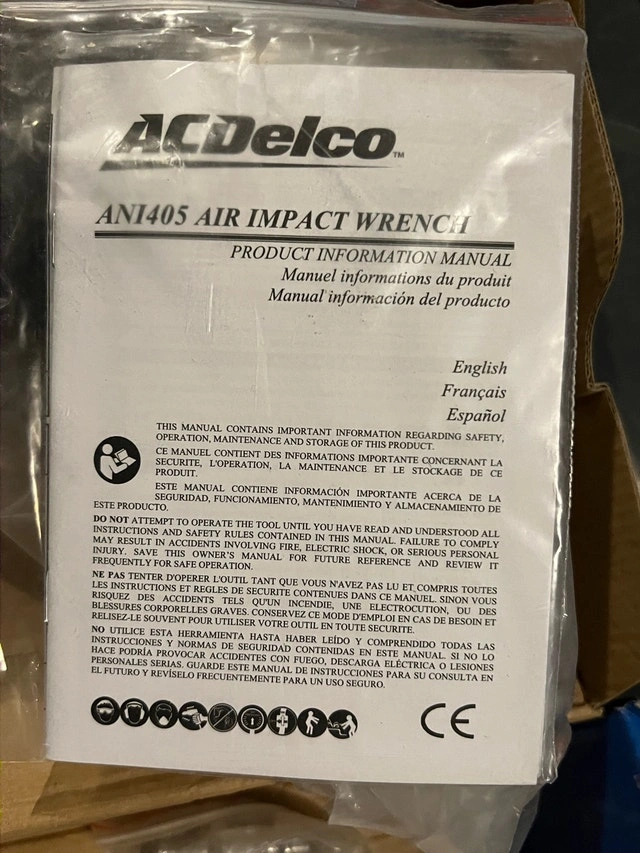 ACDelco™
ANI405 AIR IMPACT WRENCH
PRODUCT INFORMATION MANUAL
Manuel informations du produit
Manual información del producto
English
Français
Español
THIS MANUAL CONTAINS IMPORTANT INFORMATION REGARDING SAFETY,
OPERATION, MAINTENANCE AND STORAGE OF THIS PRODUCT.
CE MANUEL CONTIENT DES INFORMATIONS IMPORTANTE CONCERNANT LA
SECURITE, L'OPERATION, LA MAINTENANCE ET LE STOCKAGE DE CE
PRODUIT.
ESTE MANUAL CONTIENE INFORMACIÓN IMPORTANTE ACERCA DE LA
SEGURIDAD, FUNCIONAMIENTO, MANTENIMIENTO Y ALMACENAMIENTO DE
ESTE PRODUCTO.
DO NOT ATTEMPT TO OPERATE THE TOOL UNTIL YOU HAVE READ AND UNDERSTOOD ALL
INSTRUCTIONS AND SAFETY RULES CONTAINED IN THIS MANUAL. FAILURE TO COMPLY
MAY RESULT IN ACCIDENTS INVOLVING FIRE, ELECTRIC SHOCK, OR SERIOUS PERSONAL
INJURY. SAVE THIS OWNER'S MANUAL FOR FUTURE REFERENCE AND REVIEW IT
FREQUENTLY FOR SAFE OPERATION.
NE PAS TENTER D'OPERER L'OUTIL TANT QUE VOUS N'AVEZ PAS LU ET COMPRIS TOUTES
LES INSTRUCTIONS ET REGLES DE SECURITE CONTENUES DANS CE MANUEL. SINON VOUS
RISQUEZ DES ACCIDENTS TELS QU'UN INCENDIE, UNE ELECTROCUTION, OU DES
BLESSURES CORPORELLES GRAVES. CONSERVEZ CE MODE D'EMPLOI EN CAS DE BESOIN ET
RELISEZ-LE SOUVENT POUR UTILISER VOTRE OUTIL EN TOUTE SECURITE.
NO UTILICE ESTA HERRAMIENTA HASTA HABER LEÍDO Y COMPRENDIDO TODAS LAS
INSTRUCCIONES Y NORMAS DE SEGURIDAD CONTENIDAS EN ESTE MANUAL. SI NO LO
HACE PODRÍA PROVOCAR ACCIDENTES CON FUEGO, DESCARGA ELÉCTRICA O LESIONES
PERSONALES SERIAS. GUARDE ESTE MANUAL DE INSTRUCCIONES PARA SU CONSULTA EN
EL FUTURO Y REVÍSELO FRECUENTEMENTE PARA UN USO SEGURO.
CE